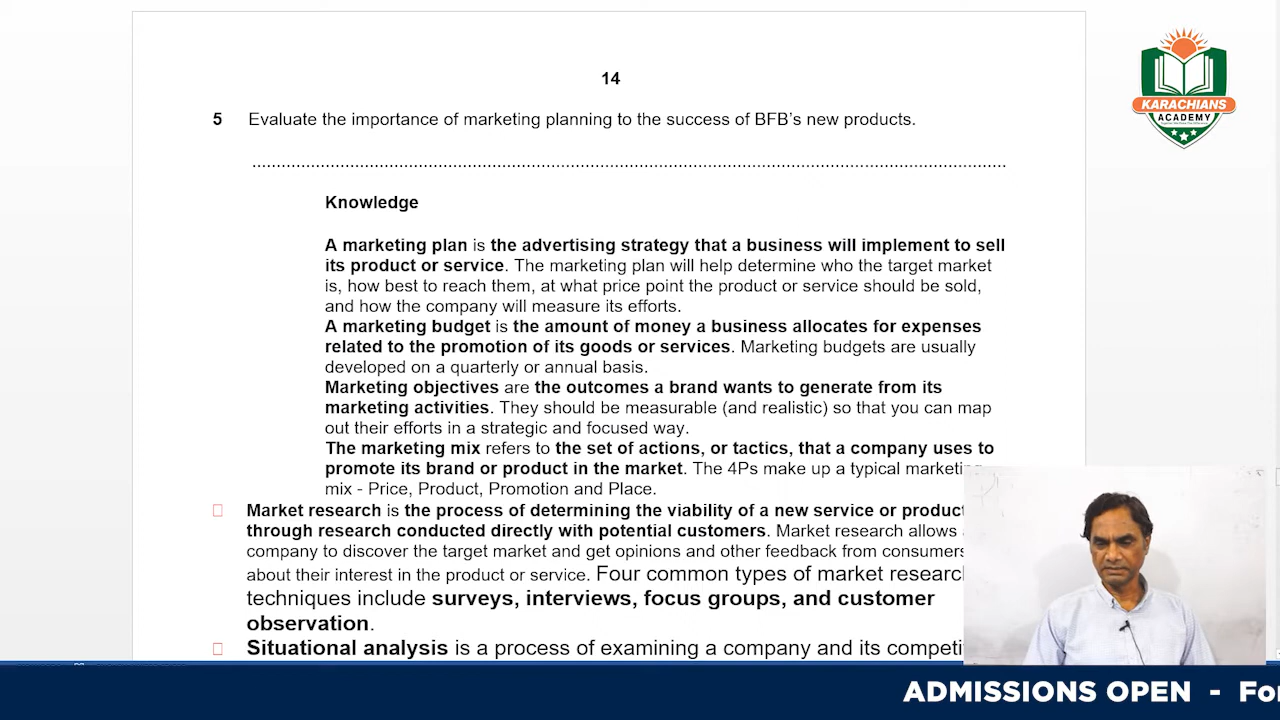 14
5 Evaluate the importance of marketing planning to the success of BFB's new products.
Knowledge
A marketing plan is the advertising strategy that a business will implement to sell
its product or service. The marketing plan will help determine who the target market
is, how best to reach them, at what price point the product or service should be sold,
and how the company will measure its efforts.
A marketing budget is the amount of money a business allocates for expenses
related to the promotion of its goods or services. Marketing budgets are usually
developed on a quarterly or annual basis.
Marketing objectives are the outcomes a brand wants to generate from its
marketing activities. They should be measurable (and realistic) so that you can map
out their efforts in a strategic and focused way.
The marketing mix refers to the set of actions, or tactics, that a company uses to
promote its brand or product in the market. The 4Ps make up a typical marketing
mix - Price, Product, Promotion and Place.
Market research is the process of determining the viability of a new service or product
through research conducted directly with potential customers. Market research allows
company to discover the target market and get opinions and other feedback from consumers
about their interest in the product or service. Four common types of market research
techniques include surveys, interviews, focus groups, and customer
observation.
Situational analysis is a process of examining a company and its
KARACHIANS
ACADEMY
ADMISSIONS OPEN -